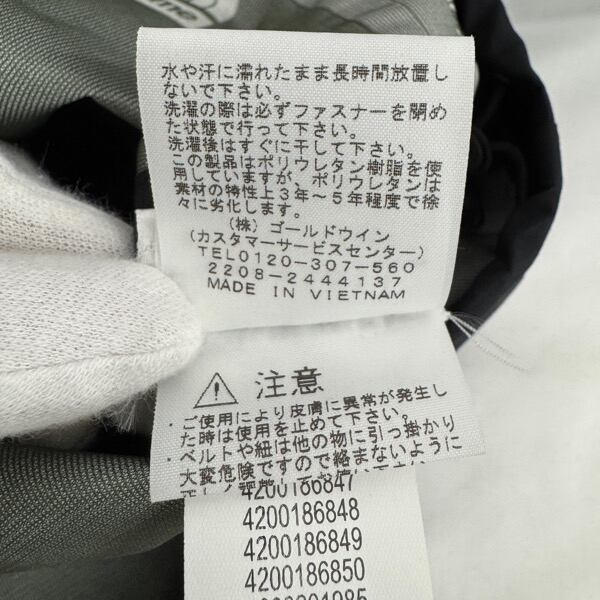 水や汗に濡れたまま長時間放置し
ないで下さい。
洗濯の際は必ずファスナーを閉め
た状態で行って下さい。
洗濯後はすぐに干して下さい。
この製品はポリウレタン樹脂を使
用していますが、ポリウレタンは
素材の特性上3年～5年程度で徐
々に劣化します。
(株) ゴールドウイン
(カスタマーサービスセンター)
TEL0120-307-560
2208-2444137
MADE IN VIETNAM
注意
・ご使用により皮膚に異常が発生し
た時は使用を止めて下さい。
・ベルトや紐は他の物に引っ掛かり
大変危険ですので絡まないように
4200186847
4200186848
4200186849
4200186850